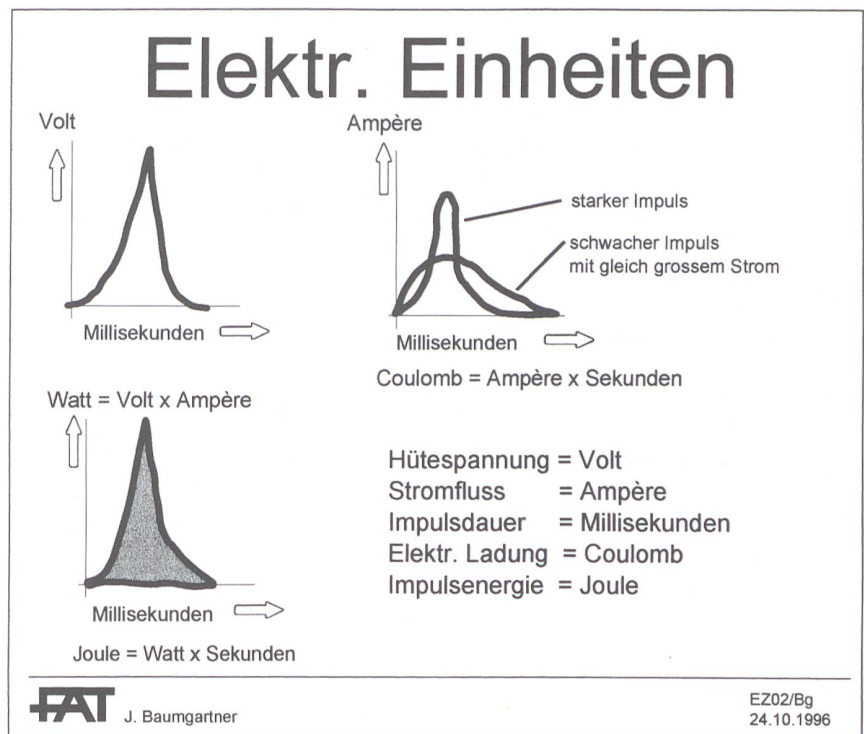 Elektr. Einheiten
Volt
Millisekunden
Ampère
starker Impuls
schwacher Impuls
mit gleich grossem Strom
Millisekunden
Coulomb = Ampère x Sekunden
Watt = Volt x Ampère
Millisekunden
Joule = Watt x Sekunden
Hütespannung = Volt
Stromfluss = Ampère
Impulsdauer = Millisekunden
Elektr. Ladung = Coulomb
Impulsenergie = Joule
FAT J. Baumgartner
EZ02/Bg
24.10.1996